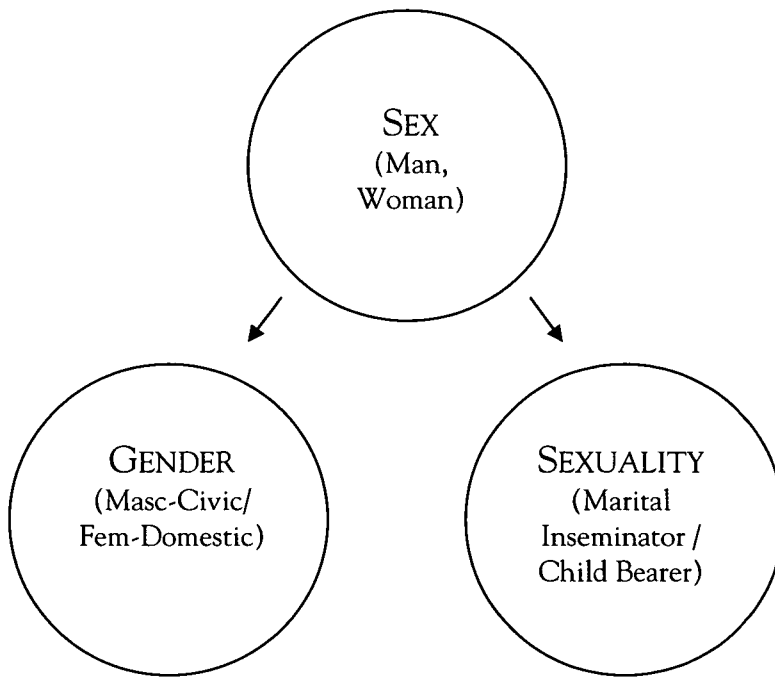 SEX
(Man,
Woman)
GENDER
(Masc-Civic/
Fem-Domestic)
SEXUALITY
(Marital
Inseminator /
Child Bearer)